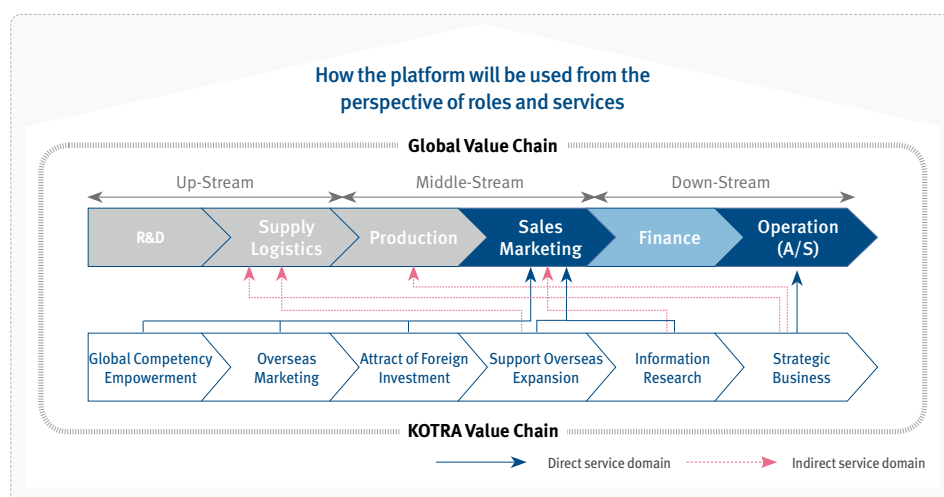 How the platform will be used from the
perspective of roles and services
Global Value Chain
Up-Stream
Middle-Stream
Down-Stream
R&D
Supply
Logistics
Production
Sales
Marketing
Finance
Operation
(A/S)
Global Competency
Empowerment
Overseas
Marketing
Attract of Foreign
Investment
Support Overseas
Expansion
Information
Research
Strategic
Business
KOTRA Value Chain
Direct service domain
Indirect service domain